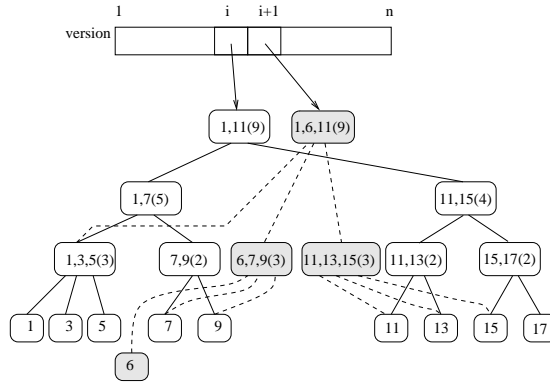 1 i i+1 n
version
1,11(9) 1,6,11(9)
1,7(5) 11,15(4)
1,3,5(3) 7,9(2) 6,7,9(3) 11,13,15(3) 11,13(2) 15,17(2)
1 3 5 7 9 11 13 15 17
6